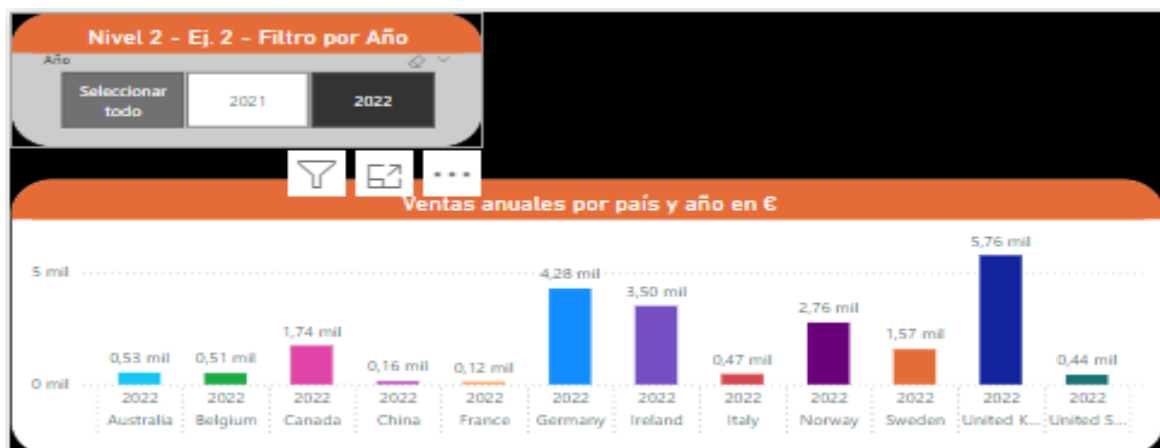 Nivel 2 - Ej. 2 - Filtro por Año
Año
Seleccionar
todo
2021
2022
Ventas anuales por país y año en €
5 mil
0 mil
0,53 mil
0,51 mil
1,74 mil
0,16 mil
0,12 mil
4,28 mil
3,50 mil
0,47 mil
2,76 mil
1,57 mil
5,76 mil
0,44 mil
2022 2022 2022 2022 2022 2022 2022 2022 2022 2022 2022 2022
Australia Belgium Canada China France Germany Ireland Italy Norway Sweden United K... United S...